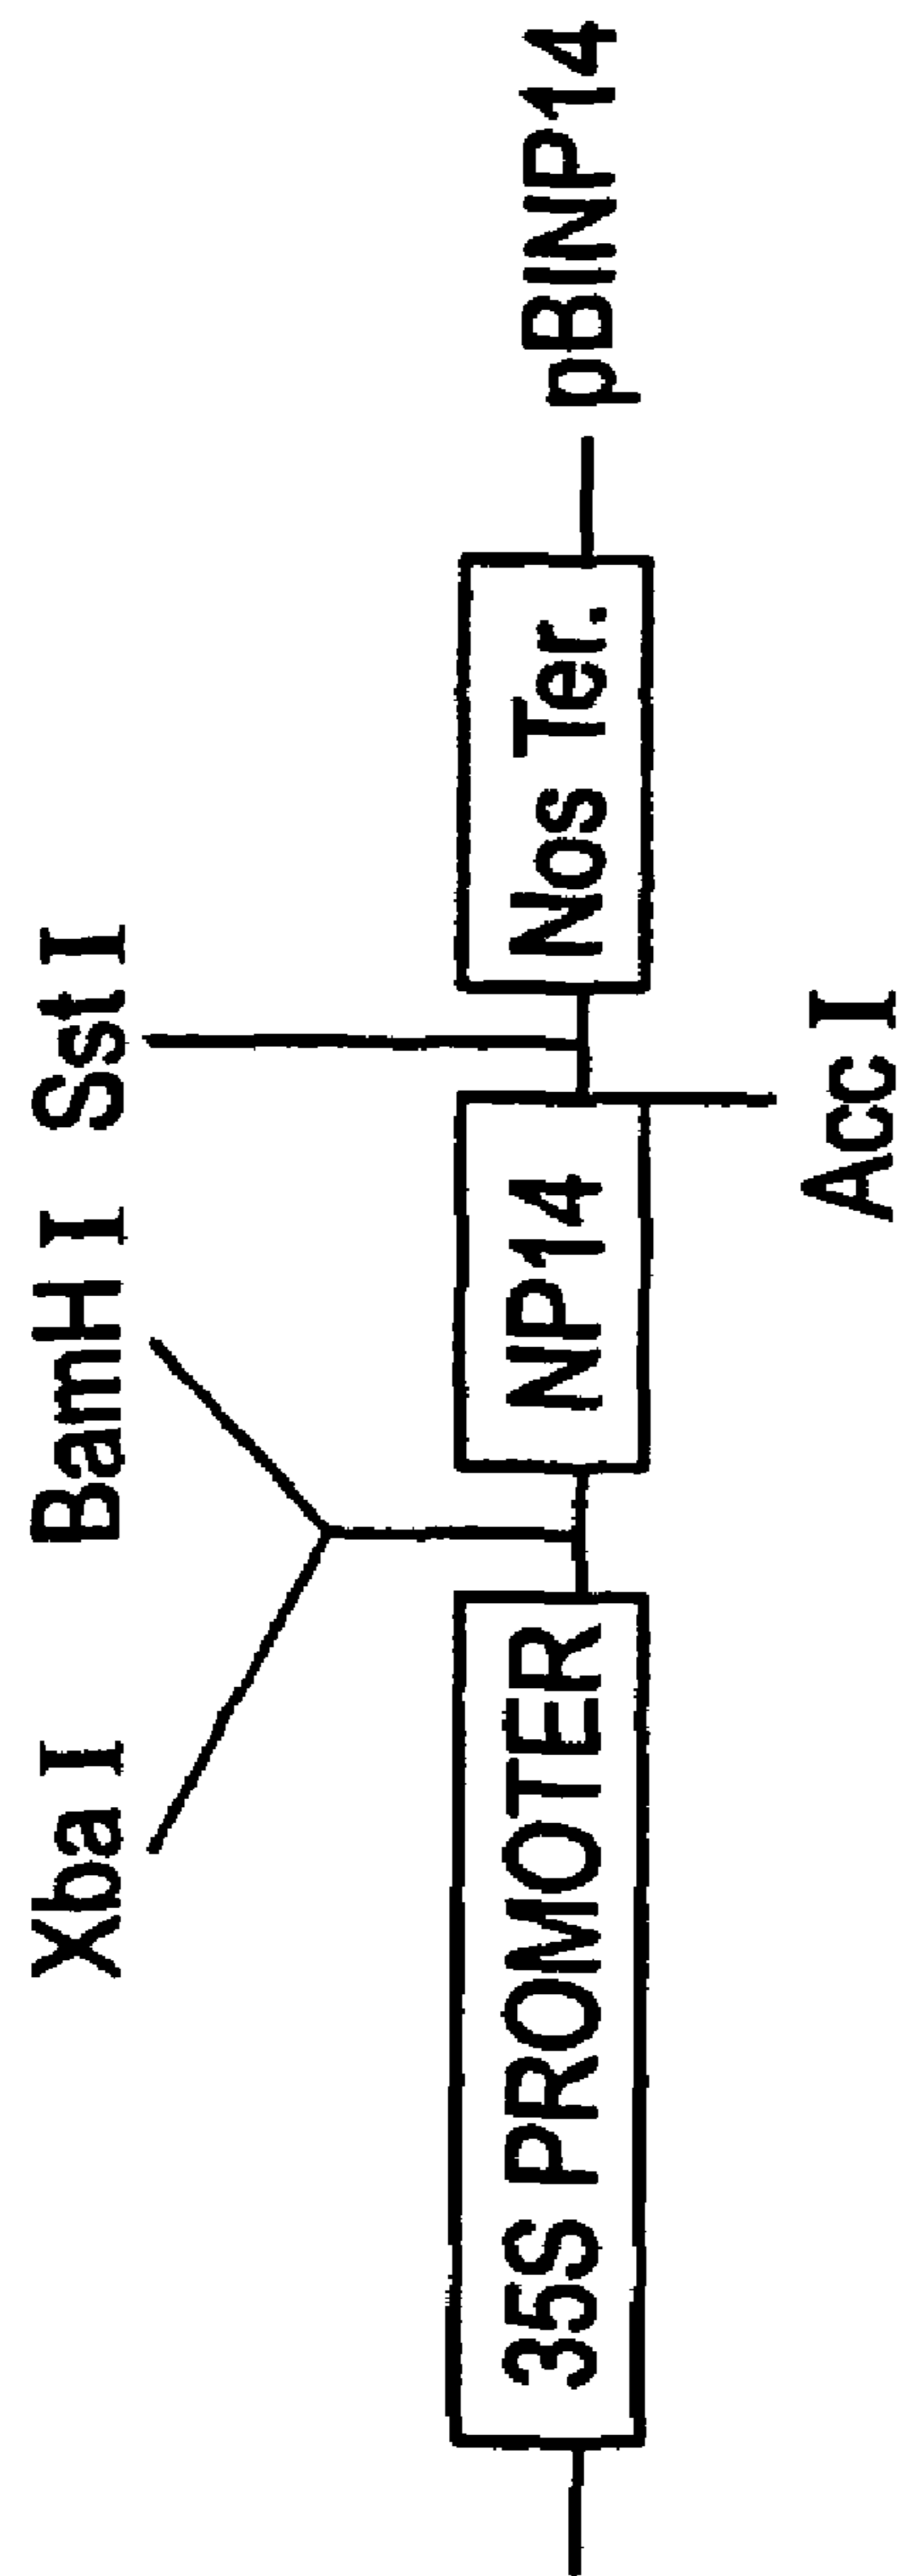 Xba I
BamH I
Sst I
35S PROMOTER
NP14
Nos Ter.
pBINP14
Acc I